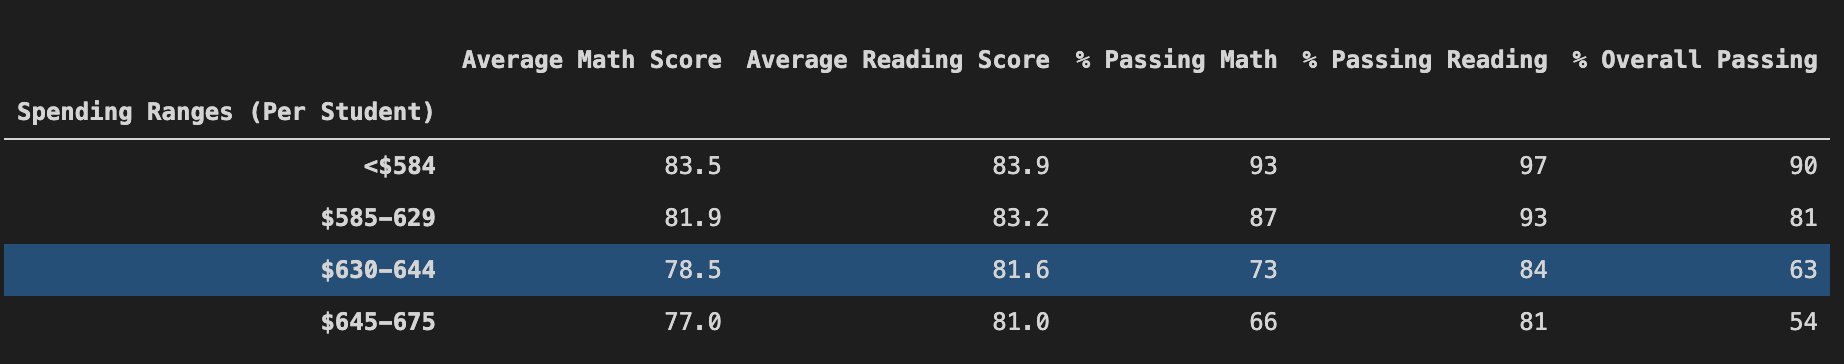 Average Math Score Average Reading Score % Passing Math % Passing Reading % Overall Passing
Spending Ranges (Per Student)
<$584 83.5 83.9 93 97 90
$585-629 81.9 83.2 87 93 81
$630-644 78.5 81.6 73 84 63
$645-675 77.0 81.0 66 81 54